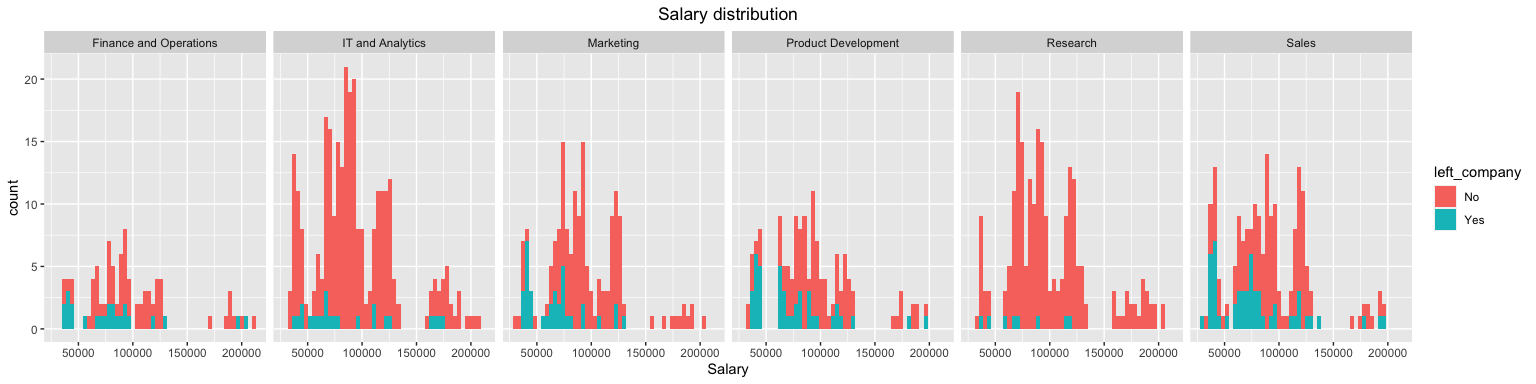 Salary distribution
Finance and Operations
IT and Analytics
Marketing
Product Development
Research
Sales
20
15
10
5
0
count
50000 100000 150000 200000
50000 100000 150000 200000
50000 100000 150000 200000
50000 100000 150000 200000
50000 100000 150000 200000
50000 100000 150000 200000
Salary
left_company
No
Yes